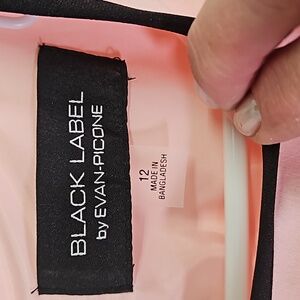 BLACK LABEL
by EVAN-PICONE
12
MADE IN
BANGLADESH